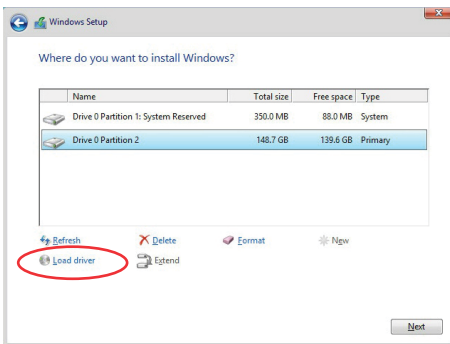 Windows Setup
Where do you want to install Windows?
Name Total size Free space Type
Drive 0 Partition 1: System Reserved 350.0 MB 88.0 MB System
Drive 0 Partition 2 148.7 GB 139.6 GB Primary
Refresh Delete Format New
Load driver Extend
Next